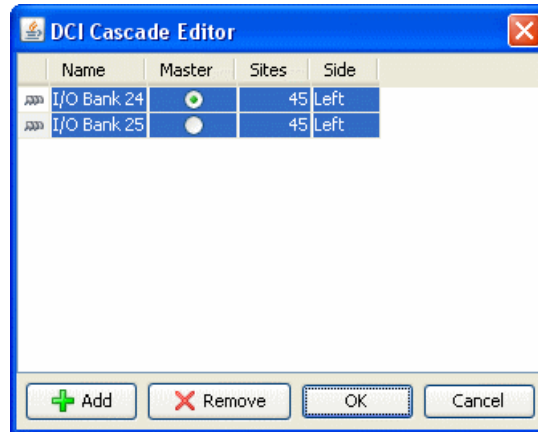 DCI Cascade Editor
Name Master Sites Side
I/O Bank 24 45 Left
I/O Bank 25 45 Left
Add Remove OK Cancel